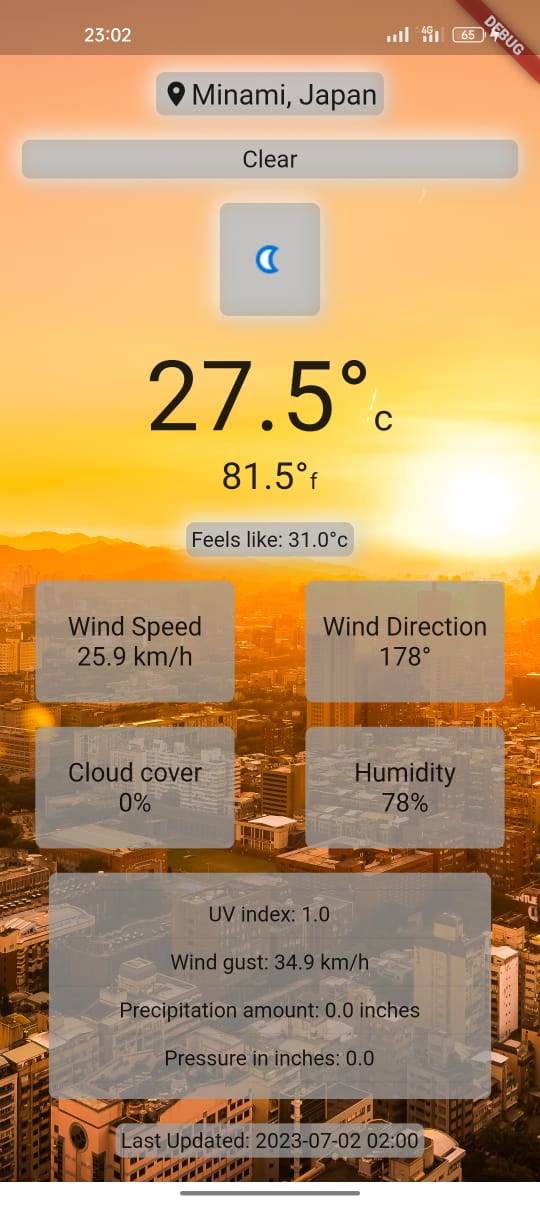 23:02
4G
65
DEBUG
Minami, Japan
Clear
27.5°c
81.5°f
Feels like: 31.0°c
Wind Speed
25.9 km/h
Wind Direction
178°
Cloud cover
0%
Humidity
78%
UV index: 1.0
Wind gust: 34.9 km/h
Precipitation amount: 0.0 inches
Pressure in inches: 0.0
Last Updated: 2023-07-02 02:00